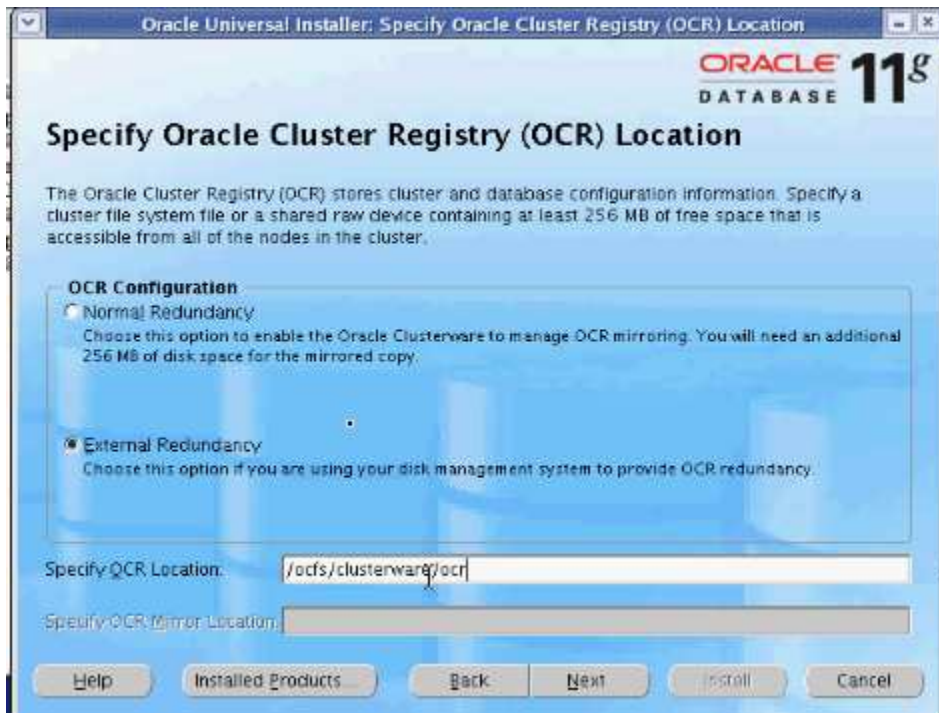 Oracle Universal Installer: Specify Oracle Cluster Registry (OCR) Location
ORACLE 11g
DATABASE
Specify Oracle Cluster Registry (OCR) Location
The Oracle Cluster Registry (OCR) stores cluster and database configuration information. Specify a
cluster file system file or a shared raw device containing at least 256 MB of free space that is
accessible from all of the nodes in the cluster.
OCR Configuration
Normal Redundancy
Choose this option to enable the Oracle Clusterware to manage OCR mirroring. You will need an additional
256 MB of disk space for the mirrored copy.
External Redundancy
Choose this option if you are using your disk management system to provide OCR redundancy.
Specify OCR Location:
/ocfs/clusterware/ocr
Specify OCR Mirror Location:
Help Installed Products... Back Next Install Cancel